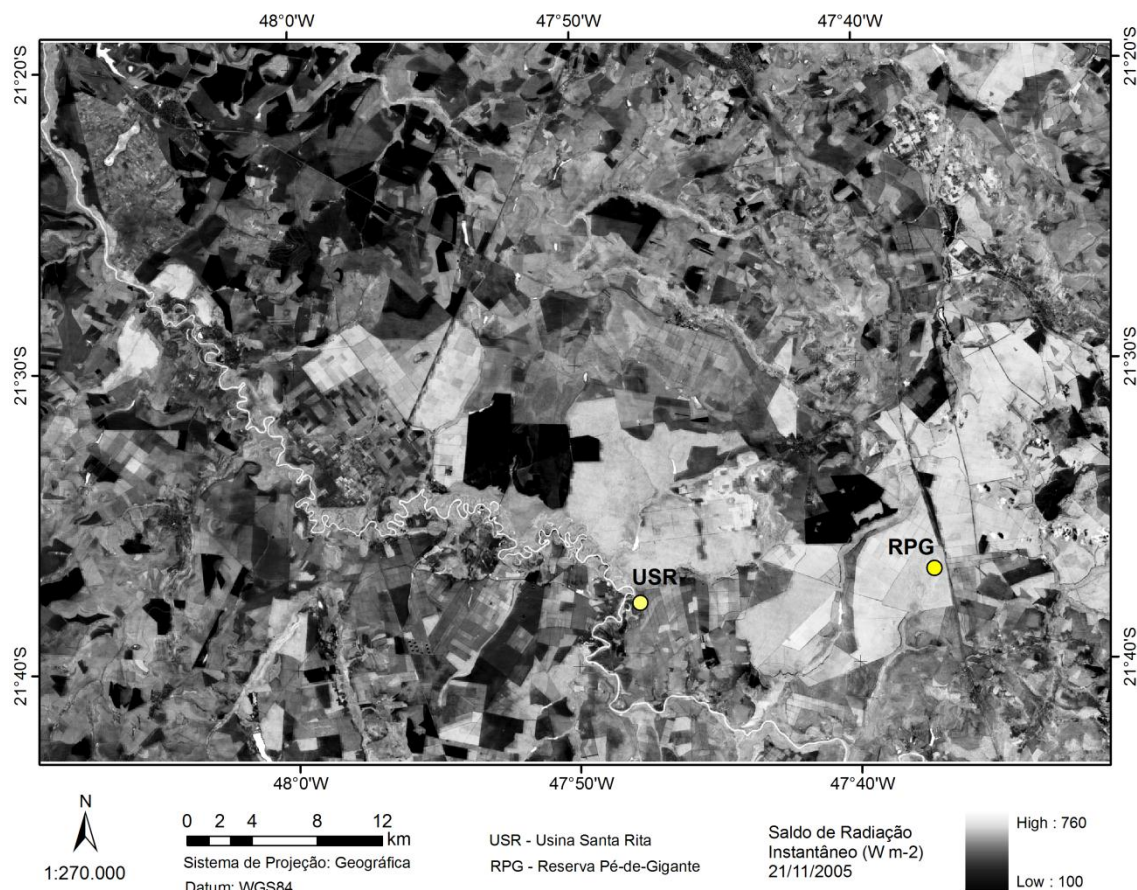 48°0'W 47°50'W 47°40'W
21°20'S 21°20'S
21°30'S 21°30'S
RPG
USR
21°40'S 21°40'S
48°0'W 47°50'W 47°40'W
N
1:270.000
0 2 4 8 12
km
Sistema de Projeção: Geográfica
Datum: WGS84
USR - Usina Santa Rita
RPG - Reserva Pé-de-Gigante
Saldo de Radiação
Instantâneo (W m-2)
21/11/2005
High : 760
Low : 100